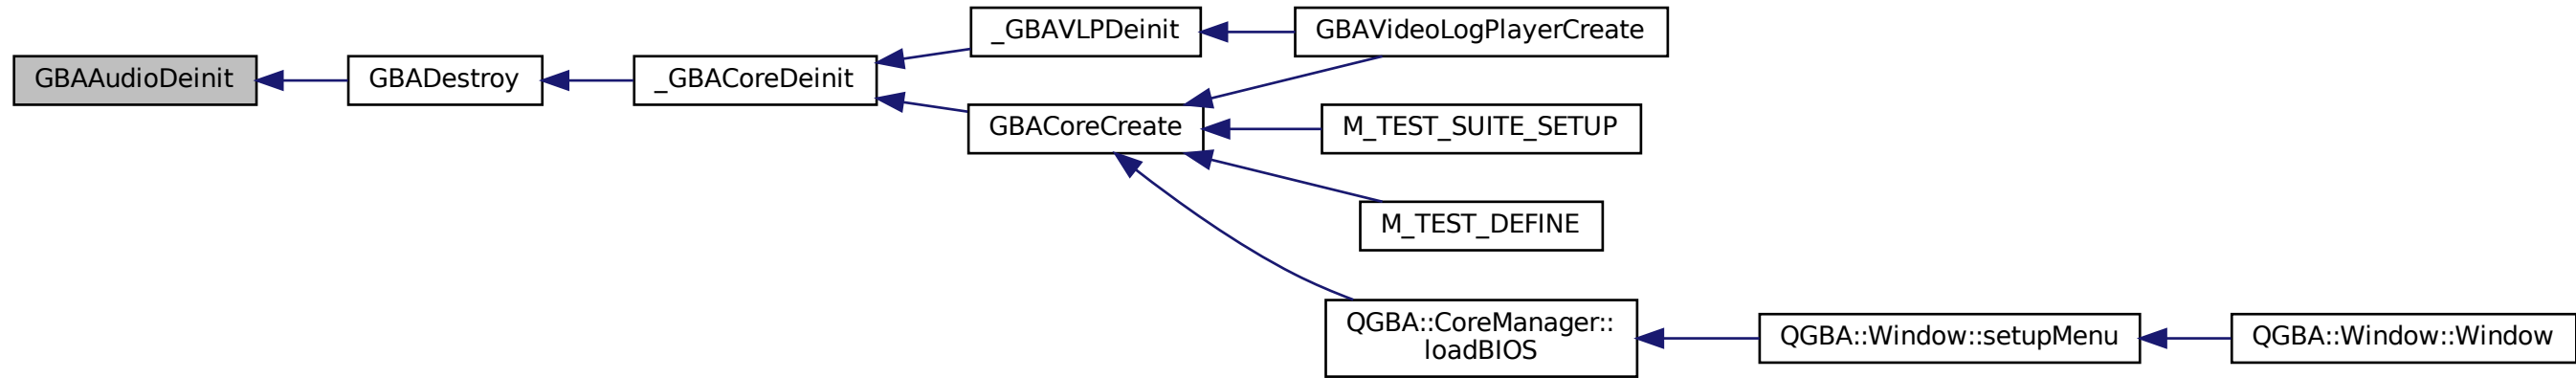 GBAAudioDeinit
GBADestroy
_GBACoreDeinit
_GBAVLPDeinit
GBAVideoLogPlayerCreate
GBACoreCreate
M_TEST_SUITE_SETUP
M_TEST_DEFINE
QGBA::CoreManager::
loadBIOS
QGBA::Window::setupMenu
QGBA::Window::Window